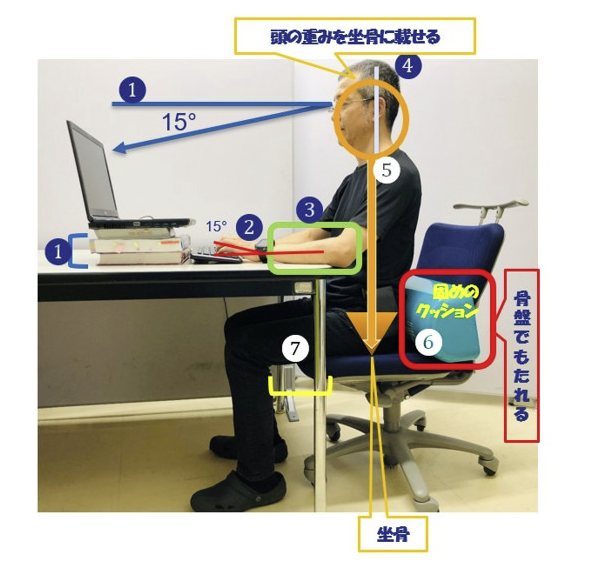 頭の重みを坐骨に載せる
④
①
15°
⑤
③
15°
②
①
固めの
クッション
⑥
骨盤でもたれる
⑦
坐骨